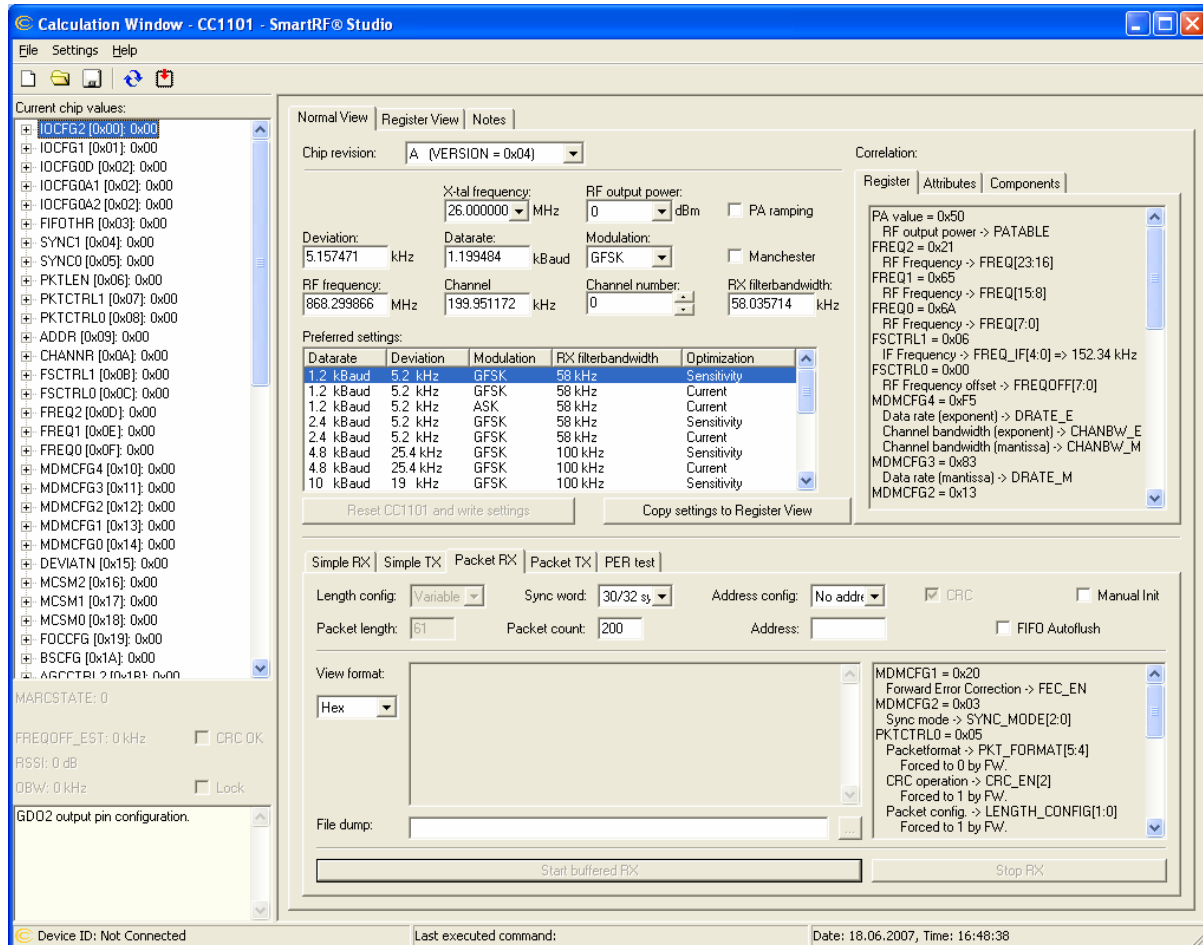 Calculation Window - CC1101 - SmartRF® Studio
File Settings Help
Current chip values:
IOCFG2 [0x00]: 0x00
IOCFG1 [0x01]: 0x00
IOCFG0D [0x02]: 0x00
IOCFG0A1 [0x02]: 0x00
IOCFG0A2 [0x02]: 0x00
FIFOTHR [0x03]: 0x00
SYNC1 [0x04]: 0x00
SYNC0 [0x05]: 0x00
PKTLEN [0x06]: 0x00
PKTCTRL1 [0x07]: 0x00
PKTCTRL0 [0x08]: 0x00
ADDR [0x09]: 0x00
CHANNR [0x0A]: 0x00
FSCTRL1 [0x0B]: 0x00
FSCTRL0 [0x0C]: 0x00
FREQ2 [0x0D]: 0x00
FREQ1 [0x0E]: 0x00
FREQ0 [0x0F]: 0x00
MDMCFG4 [0x10]: 0x00
MDMCFG3 [0x11]: 0x00
MDMCFG2 [0x12]: 0x00
MDMCFG1 [0x13]: 0x00
MDMCFG0 [0x14]: 0x00
DEVIATN [0x15]: 0x00
MCSM2 [0x16]: 0x00
MCSM1 [0x17]: 0x00
MCSM0 [0x18]: 0x00
FOCCFG [0x19]: 0x00
BSCFG [0x1A]: 0x00
AGCCTRL2 [0x1B]: 0x00
MARCSTATE: 0
FREQOFF_EST: 0 kHz CRC OK
RSSI: 0 dB
OBW: 0 kHz Lock
GDO2 output pin configuration.
Normal View Register View Notes
Chip revision: A (VERSION = 0x04)
X-tal frequency: RF output power:
26.000000 MHz 0 dBm PA ramping
Deviation: Datarate: Modulation:
5.157471 kHz 1.199484 kBaud GFSK Manchester
RF frequency: Channel Channel number: RX filterbandwidth:
868.299866 MHz 199.951172 kHz 0 58.035714 kHz
Preferred settings:
Datarate Deviation Modulation RX filterbandwidth Optimization
1.2 kBaud 5.2 kHz GFSK 58 kHz Sensitivity
1.2 kBaud 5.2 kHz GFSK 58 kHz Current
1.2 kBaud 5.2 kHz ASK 58 kHz Current
2.4 kBaud 5.2 kHz GFSK 58 kHz Sensitivity
2.4 kBaud 5.2 kHz GFSK 58 kHz Current
4.8 kBaud 25.4 kHz GFSK 100 kHz Sensitivity
4.8 kBaud 25.4 kHz GFSK 100 kHz Current
10 kBaud 19 kHz GFSK 100 kHz Sensitivity
Reset CC1101 and write settings Copy settings to Register View
Correlation:
Register Attributes Components
PA value = 0x50
RF output power -> PATABLE
FREQ2 = 0x21
RF Frequency -> FREQ[23:16]
FREQ1 = 0x65
RF Frequency -> FREQ[15:8]
FREQ0 = 0x6A
RF Frequency -> FREQ[7:0]
FSCTRL1 = 0x06
IF Frequency -> FREQ_IF[4:0] => 152.34 kHz
FSCTRL0 = 0x00
RF Frequency offset -> FREQOFF[7:0]
MDMCFG4 = 0xF5
Data rate (exponent) -> DRATE_E
Channel bandwidth (exponent) -> CHANBW_E
Channel bandwidth (mantissa) -> CHANBW_M
MDMCFG3 = 0x83
Data rate (mantissa) -> DRATE_M
MDMCFG2 = 0x13
Simple RX Simple TX Packet RX Packet TX PER test
Length config: Variable Sync word: 30/32 sy Address config: No addre CRC Manual Init
Packet length: 61 Packet count: 200 Address: FIFO Autoflush
View format:
Hex
File dump: ...
MDMCFG1 = 0x20
Forward Error Correction -> FEC_EN
MDMCFG2 = 0x03
Sync mode -> SYNC_MODE[2:0]
PKTCTRL0 = 0x05
Packetformat -> PKT_FORMAT[5:4]
Forced to 0 by FW.
CRC operation -> CRC_EN[2]
Forced to 1 by FW.
Packet config. -> LENGTH_CONFIG[1:0]
Forced to 1 by FW.
Start buffered RX Stop RX
Device ID: Not Connected Last executed command: Date: 18.06.2007, Time: 16:48:38